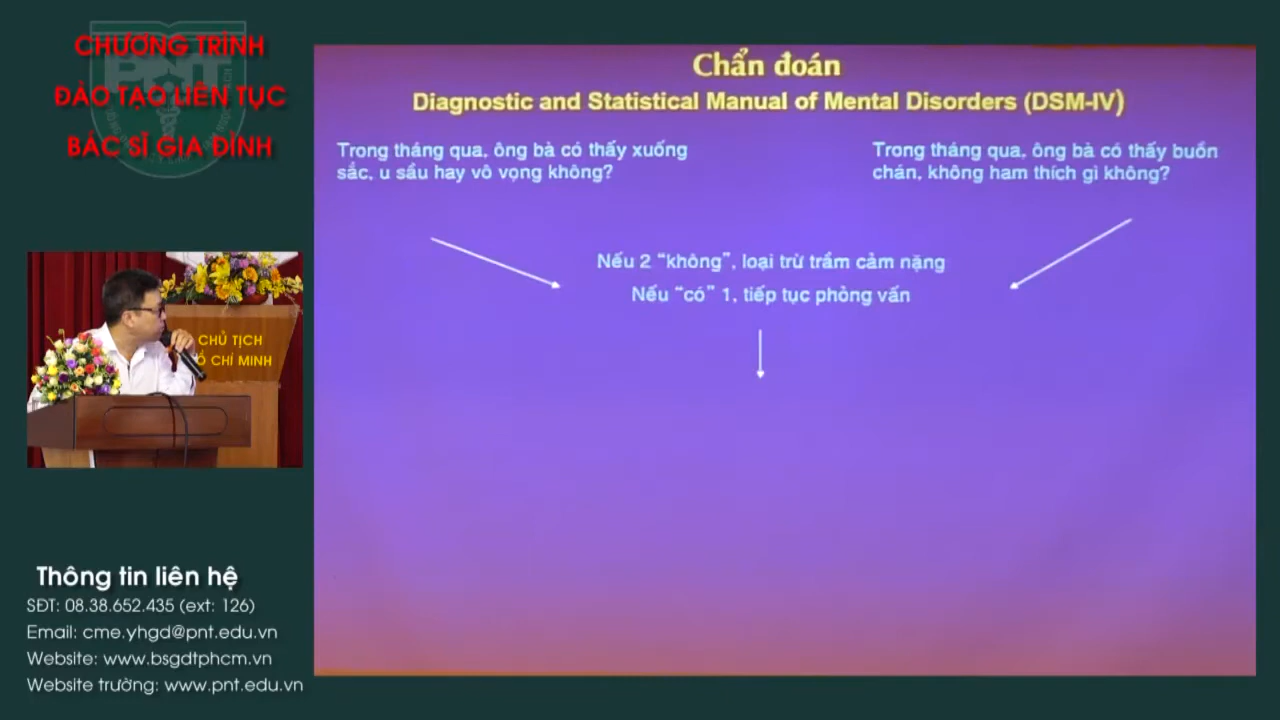 CHƯƠNG TRÌNH
ĐÀO TẠO LIÊN TỤC
BÁC SĨ GIA ĐÌNH
PNT
Chẩn đoán
Diagnostic and Statistical Manual of Mental Disorders (DSM-IV)
Trong tháng qua, ông bà có thấy xuống
sắc, u sầu hay vô vọng không?
Trong tháng qua, ông bà có thấy buồn
chán, không ham thích gì không?
Nếu 2 “không”, loại trừ trầm cảm nặng
Nếu “có” 1, tiếp tục phỏng vấn
CHỦ TỊCH
HỒ CHÍ MINH
Thông tin liên hệ
SĐT: 08.38.652.435 (ext: 126)
Email: cme.yhgd@pnt.edu.vn
Website: www.bsgdtphcm.vn
Website trường: www.pnt.edu.vn